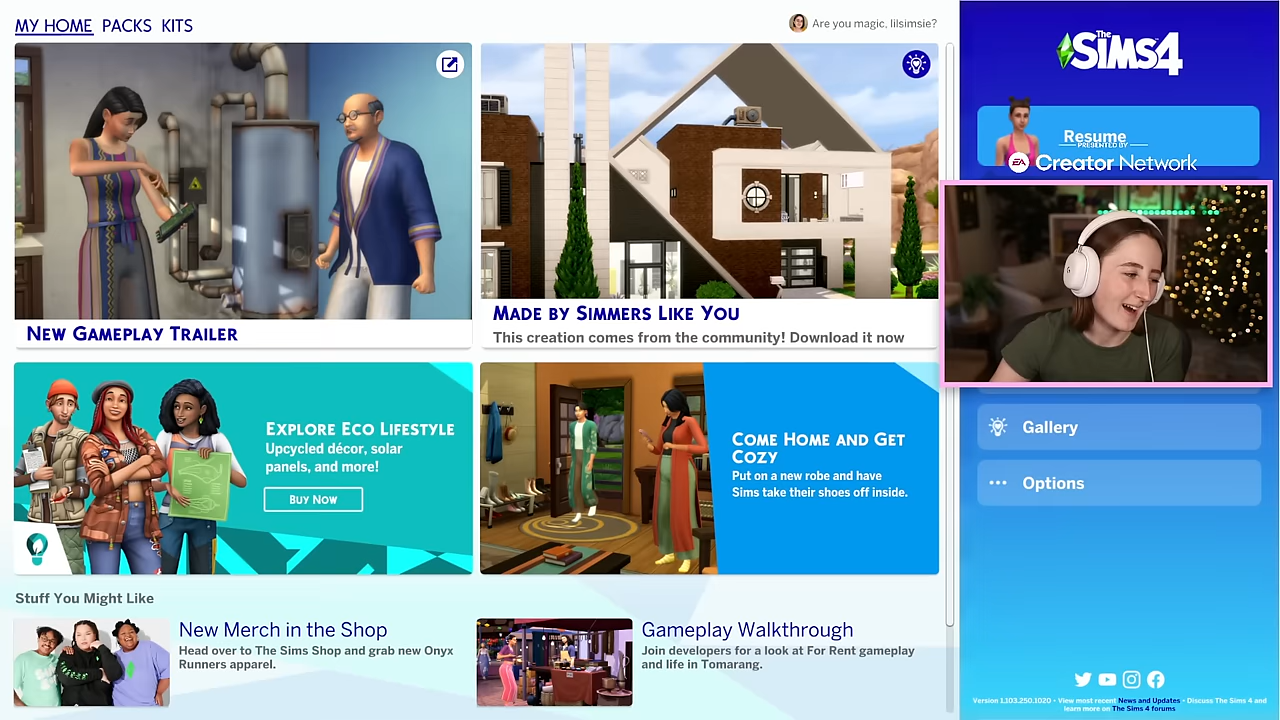 MY HOME PACKS KITS
Are you magic, lilsimsie?
New Gameplay Trailer
Made by Simmers Like You
This creation comes from the community! Download it now
Explore Eco Lifestyle
Upcycled décor, solar
panels, and more!
Buy Now
Come Home and Get
Cozy
Put on a new robe and have
Sims take their shoes off inside.
Stuff You Might Like
New Merch in the Shop
Head over to The Sims Shop and grab new Onyx
Runners apparel.
Gameplay Walkthrough
Join developers for a look at For Rent gameplay
and life in Tomarang.
The Sims 4
Resume
PRESENTED BY
EA Creator Network
Gallery
Options
Version 1.103.250.1020 - View most recent News and Updates - Discuss The Sims 4 and
learn more on The Sims 4 forums